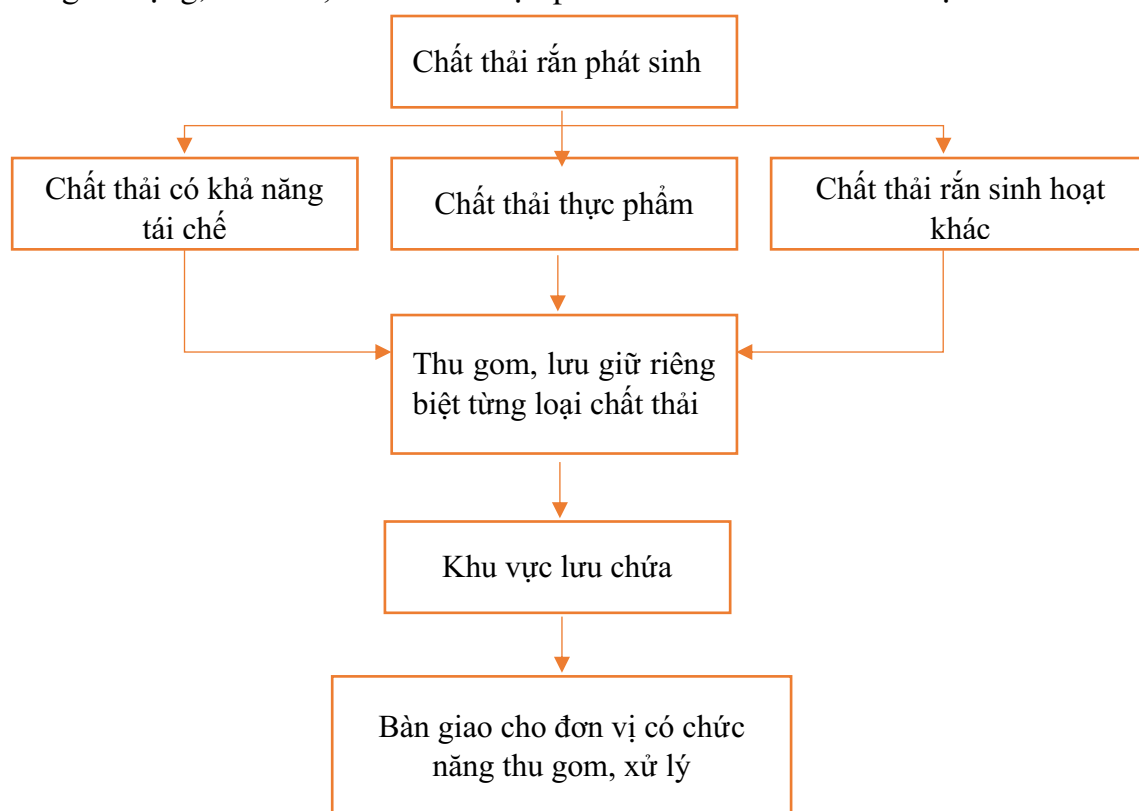 Chất thải rắn phát sinh
Chất thải có khả năng
tái chế
Chất thải thực phẩm
Chất thải rắn sinh hoạt
khác
Thu gom, lưu giữ riêng
biệt từng loại chất thải
Khu vực lưu chứa
Bàn giao cho đơn vị có chức
năng thu gom, xử lý